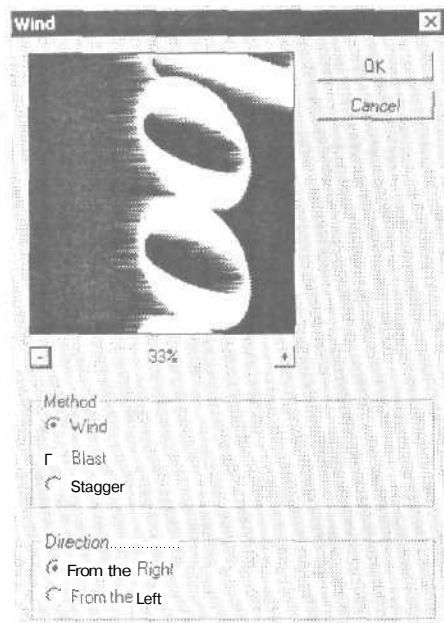 Wind
OK
Cancel
33%
Method
Wind
Blast
Stagger
Direction
From the Right
From the Left